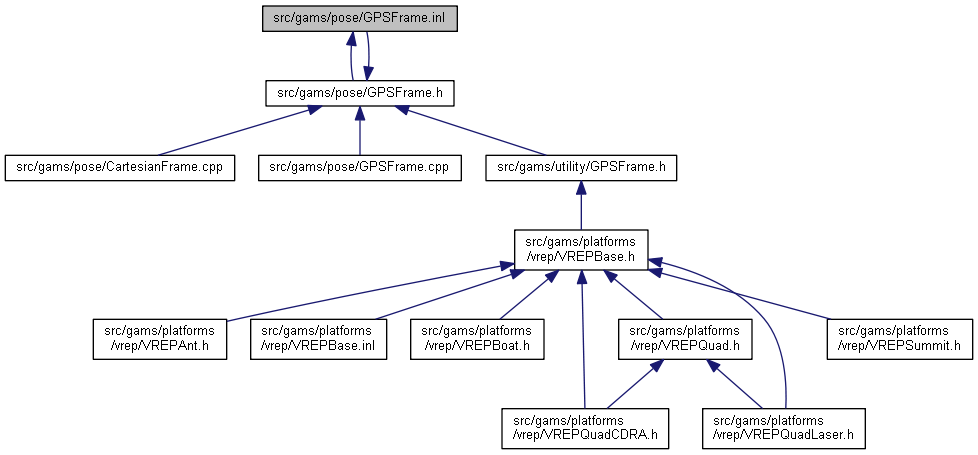 src/gams/pose/GPSFrame.inl
src/gams/pose/GPSFrame.h
src/gams/pose/CartesianFrame.cpp
src/gams/pose/GPSFrame.cpp
src/gams/utility/GPSFrame.h
src/gams/platforms
/vrep/VREPBase.h
src/gams/platforms
/vrep/VREPAnt.h
src/gams/platforms
/vrep/VREPBase.inl
src/gams/platforms
/vrep/VREPBoat.h
src/gams/platforms
/vrep/VREPQuad.h
src/gams/platforms
/vrep/VREPSummit.h
src/gams/platforms
/vrep/VREPQuadCDRA.h
src/gams/platforms
/vrep/VREPQuadLaser.h